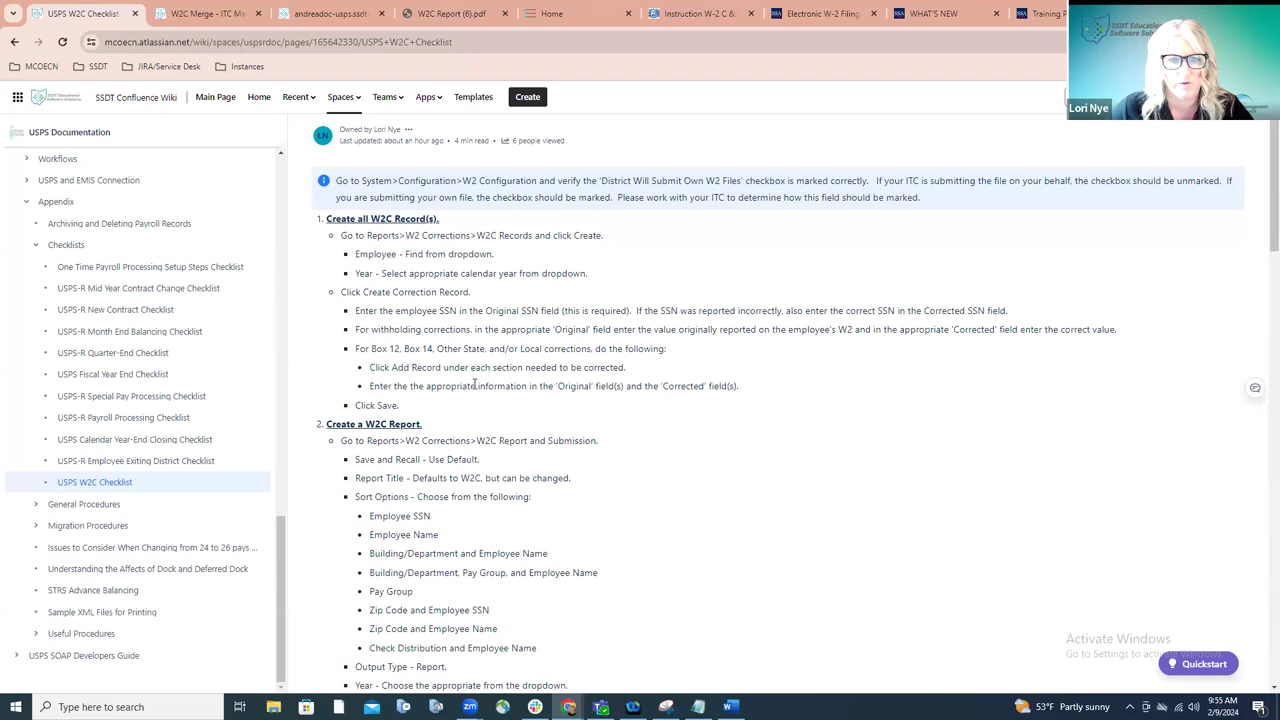 USPS W2C Checklist - USPS
ITC Meetings - ITC Ma
andreado-uspssdt
W2C Report (6).pdf
Home
Instruction W-2 C &
Electronic W-2 Filing
WHAT'S NEW
Training P
mcoecn.atlassian.net/wiki/spaces/uspsrdoc/pages/165642330/USPS+W2C+Checklist
MCOECN
SSDT
JIRA/Service Desk
Instances
SSDT Education
Software Solu
Lori Nye
SSDT Confluence Wiki
Main Page
Home
Recent
Spaces
Teams
Apps
Templates
Create
USPS Documentation
Workflows
USPS and EMIS Connection
Appendix
Archiving and Deleting Payroll Records
Checklists
One Time Payroll Processing Setup Steps Checklist
USPS-R Mid Year Contract Change Checklist
USPS-R New Contract Checklist
USPS-R Month End Balancing Checklist
USPS-R Quarter-End Checklist
USPS Fiscal Year End Checklist
USPS-R Special Pay Processing Checklist
USPS-R Payroll Processing Checklist
USPS Calendar Year-End Closing Checklist
USPS-R Employee Exiting District Checklist
USPS W2C Checklist
General Procedures
Migration Procedures
Issues to Consider When Changing from 24 to 26 pays ...
Understanding the Affects of Dock and Deferred Dock
STRS Advance Balancing
Sample XML Files for Printing
Useful Procedures
USPS SOAP Developers Guide
LN
Owned by Lori Nye •••
Last updated: about an hour ago • 4 min read • 6 people viewed
Go to System>Configuration>W2 Configuration and verify the 'District Will Submit Own W2 Files' checkbox is marked correctly. If your ITC is submitting the file on your behalf, the checkbox should be unmarked. If
you are submitting your own file, the checkbox should be marked. Please work with your ITC to determine how this field should be marked.
1. Create all W2C Record(s).
Go to Reports>W2 Corrections>W2C Records and click Create.
Employee - Find from dropdown.
Year - Select appropriate calendar year from dropdown.
Click Create Correction Record.
Enter the employee SSN in the Original SSN field (this is required). If the SSN was reported incorrectly, also enter the correct SSN in the Corrected SSN field.
For withholding corrections, in the appropriate 'Original' field enter the value originally reported on the employee's W2 and in the appropriate 'Corrected' field enter the correct value.
For Box 12, Box 14, Other State, and/or Local corrections, do the following:
Click Add Record under each section needed to be corrected.
Enter the the appropriate information in the 'Original' field(s) and the 'Corrected' field(s).
Click Save.
2. Create a W2C Report.
Go to Reports>W2 Corrections>W2C Report and Submission.
Save and Recall - Use Default.
Report Title - Defaults to W2C, but can be changed.
Sort Options - Choose from the following:
Employee SSN
Employee Name
Building/Department and Employee Name
Building/Department, Pay Group, and Employee Name
Pay Group
Zip Code and Employee SSN
Zip Code and Employee Name
Check Distribution and Employee Name
Output Type - Report.
Year - Choose the appropriate from the dropdown.
Activate Windows
Go to Settings to activate Windows.
Quickstart
Type here to search
53°F Partly sunny
9:55 AM
2/9/2024